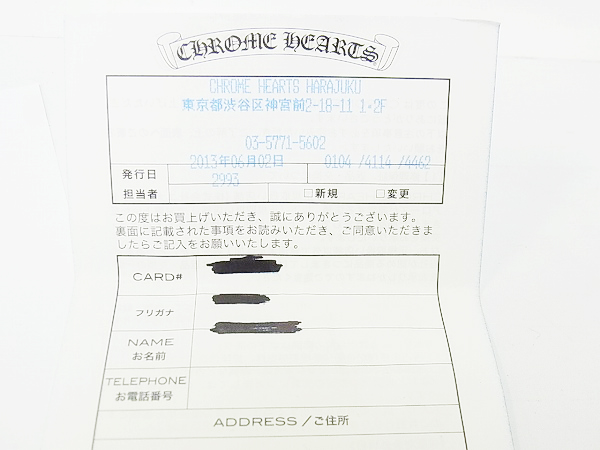 CHROME HEARTS
CHROME HEARTS HARAJUKU
東京都渋谷区神宮前2-18-11 1・2F
03-5771-5602
発行日 2013年06月02日 0104 /4114 /4462
担当者 2993 □新規 □変更
この度はお買上げいただき、誠にありがとうございます。
裏面に記載された事項をお読みいただき、ご同意いただきま
したらご記入をお願いいたします。
CARD#
フリガナ
NAME
お名前
TELEPHONE
お電話番号
ADDRESS／ご住所